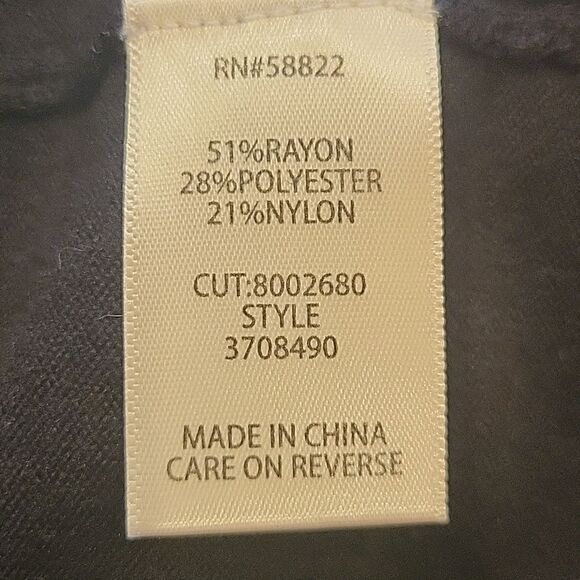 RN#58822
51%RAYON
28%POLYESTER
21%NYLON
CUT:8002680
STYLE
3708490
MADE IN CHINA
CARE ON REVERSE